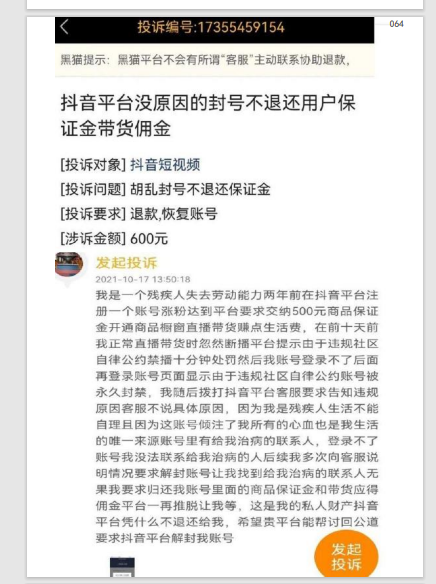 投诉编号:17355459154
064
黑猫提示：黑猫平台不会有所谓“客服”主动联系协助退款，
抖音平台没原因的封号不退还用户保
证金带货佣金
[投诉对象] 抖音短视频
[投诉问题] 胡乱封号不退还保证金
[投诉要求] 退款,恢复账号
[涉诉金额] 600元
发起投诉
2021-10-17 13:50:18
我是一个残疾人失去劳动能力两年前在抖音平台注
册一个账号涨粉达到平台要求交纳500元商品保证
金开通商品橱窗直播带货赚点生活费，在前十天前
我正常直播带货时忽然断播平台提示由于违规社区
自律公约禁播十分钟处罚然后我账号登录不了后面
再登录账号页面显示由于违规社区自律公约账号被
永久封禁，我随后拨打抖音平台客服要求告知违规
原因客服不说具体原因，因为我是残疾人生活不能
自理且因为这账号倾注了我所有的心血也是我生活
的唯一来源账号里有给我治病的联系人，登录不了
账号我没法联系给我治病的人后续我多次向客服说
明情况要求解封账号让我找到给我治病的联系人无
果我要求归还我账号里面的商品保证金和带货应得
佣金平台一再推脱让我等，这是我的私人财产抖音
平台凭什么不退还给我，希望贵平台能帮讨回公道
要求抖音平台解封我账号
发起
投诉